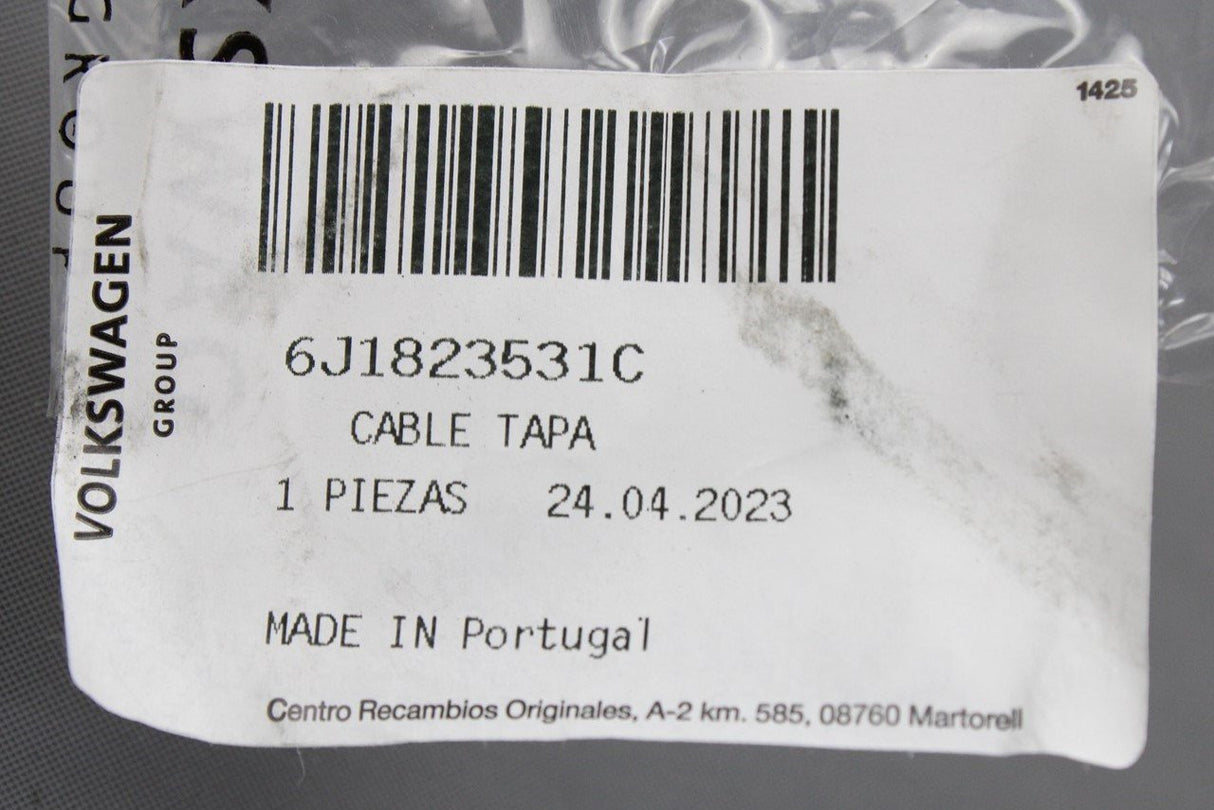 1425
VOLKSWAGEN
GROUP
6J1823531C
CABLE TAPA
1 PIEZAS 24.04.2023
MADE IN Portugal
Centro Recambios Originales, A-2 km. 585, 08760 Martorell
GROUP